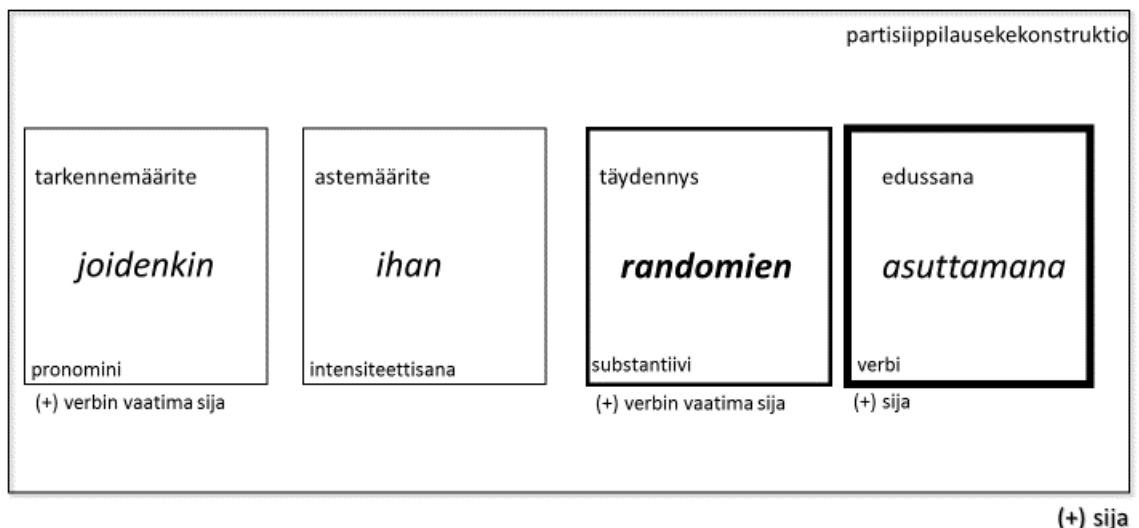 partisiippilausekekonstruktio
tarkennemäärite
astemäärite
täydennys
edussana
joidenkin
ihan
randomien
asuttamana
pronomini
intensiteettisana
substantiivi
verbi
(+) verbin vaatima sija
(+) verbin vaatima sija
(+) sija
(+) sija